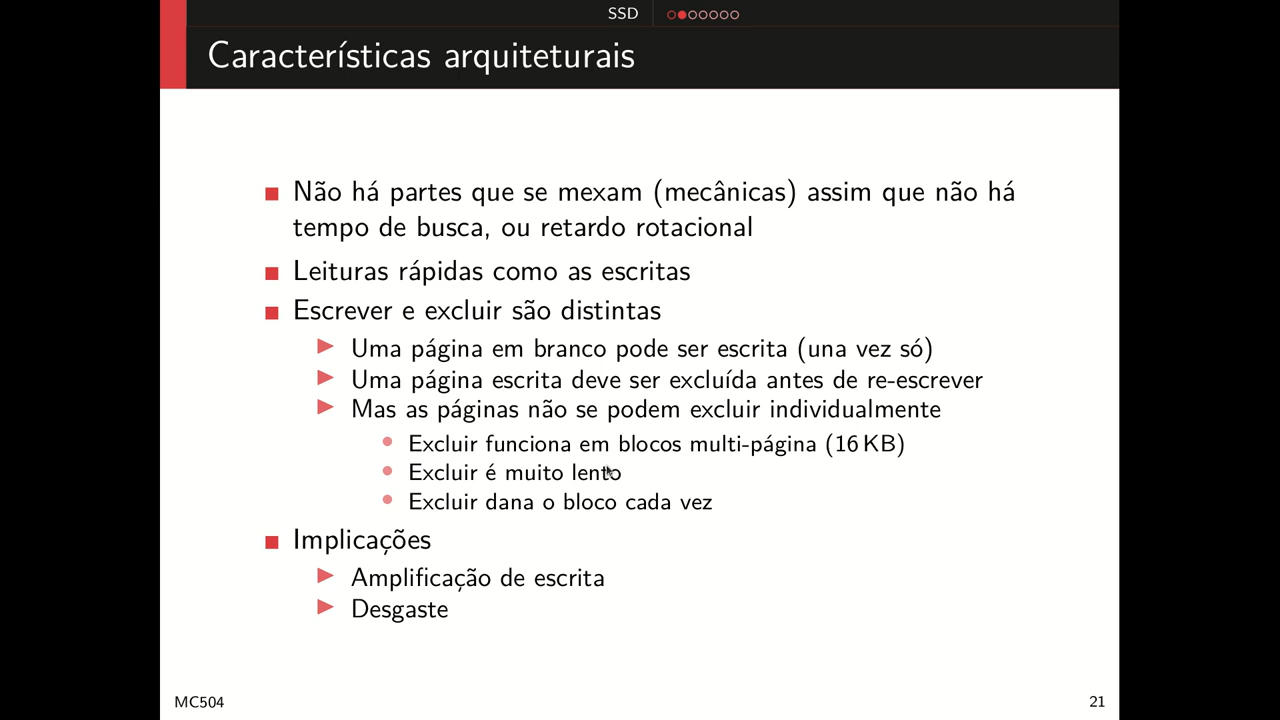 SSD
Características arquiteturais
Não há partes que se mexam (mecânicas) assim que não há
tempo de busca, ou retardo rotacional
Leituras rápidas como as escritas
Escrever e excluir são distintas
Uma página em branco pode ser escrita (una vez só)
Uma página escrita deve ser excluída antes de re-escrever
Mas as páginas não se podem excluir individualmente
Excluir funciona em blocos multi-página (16 KB)
Excluir é muito lento
Excluir dana o bloco cada vez
Implicações
Amplificação de escrita
Desgaste
MC504
21